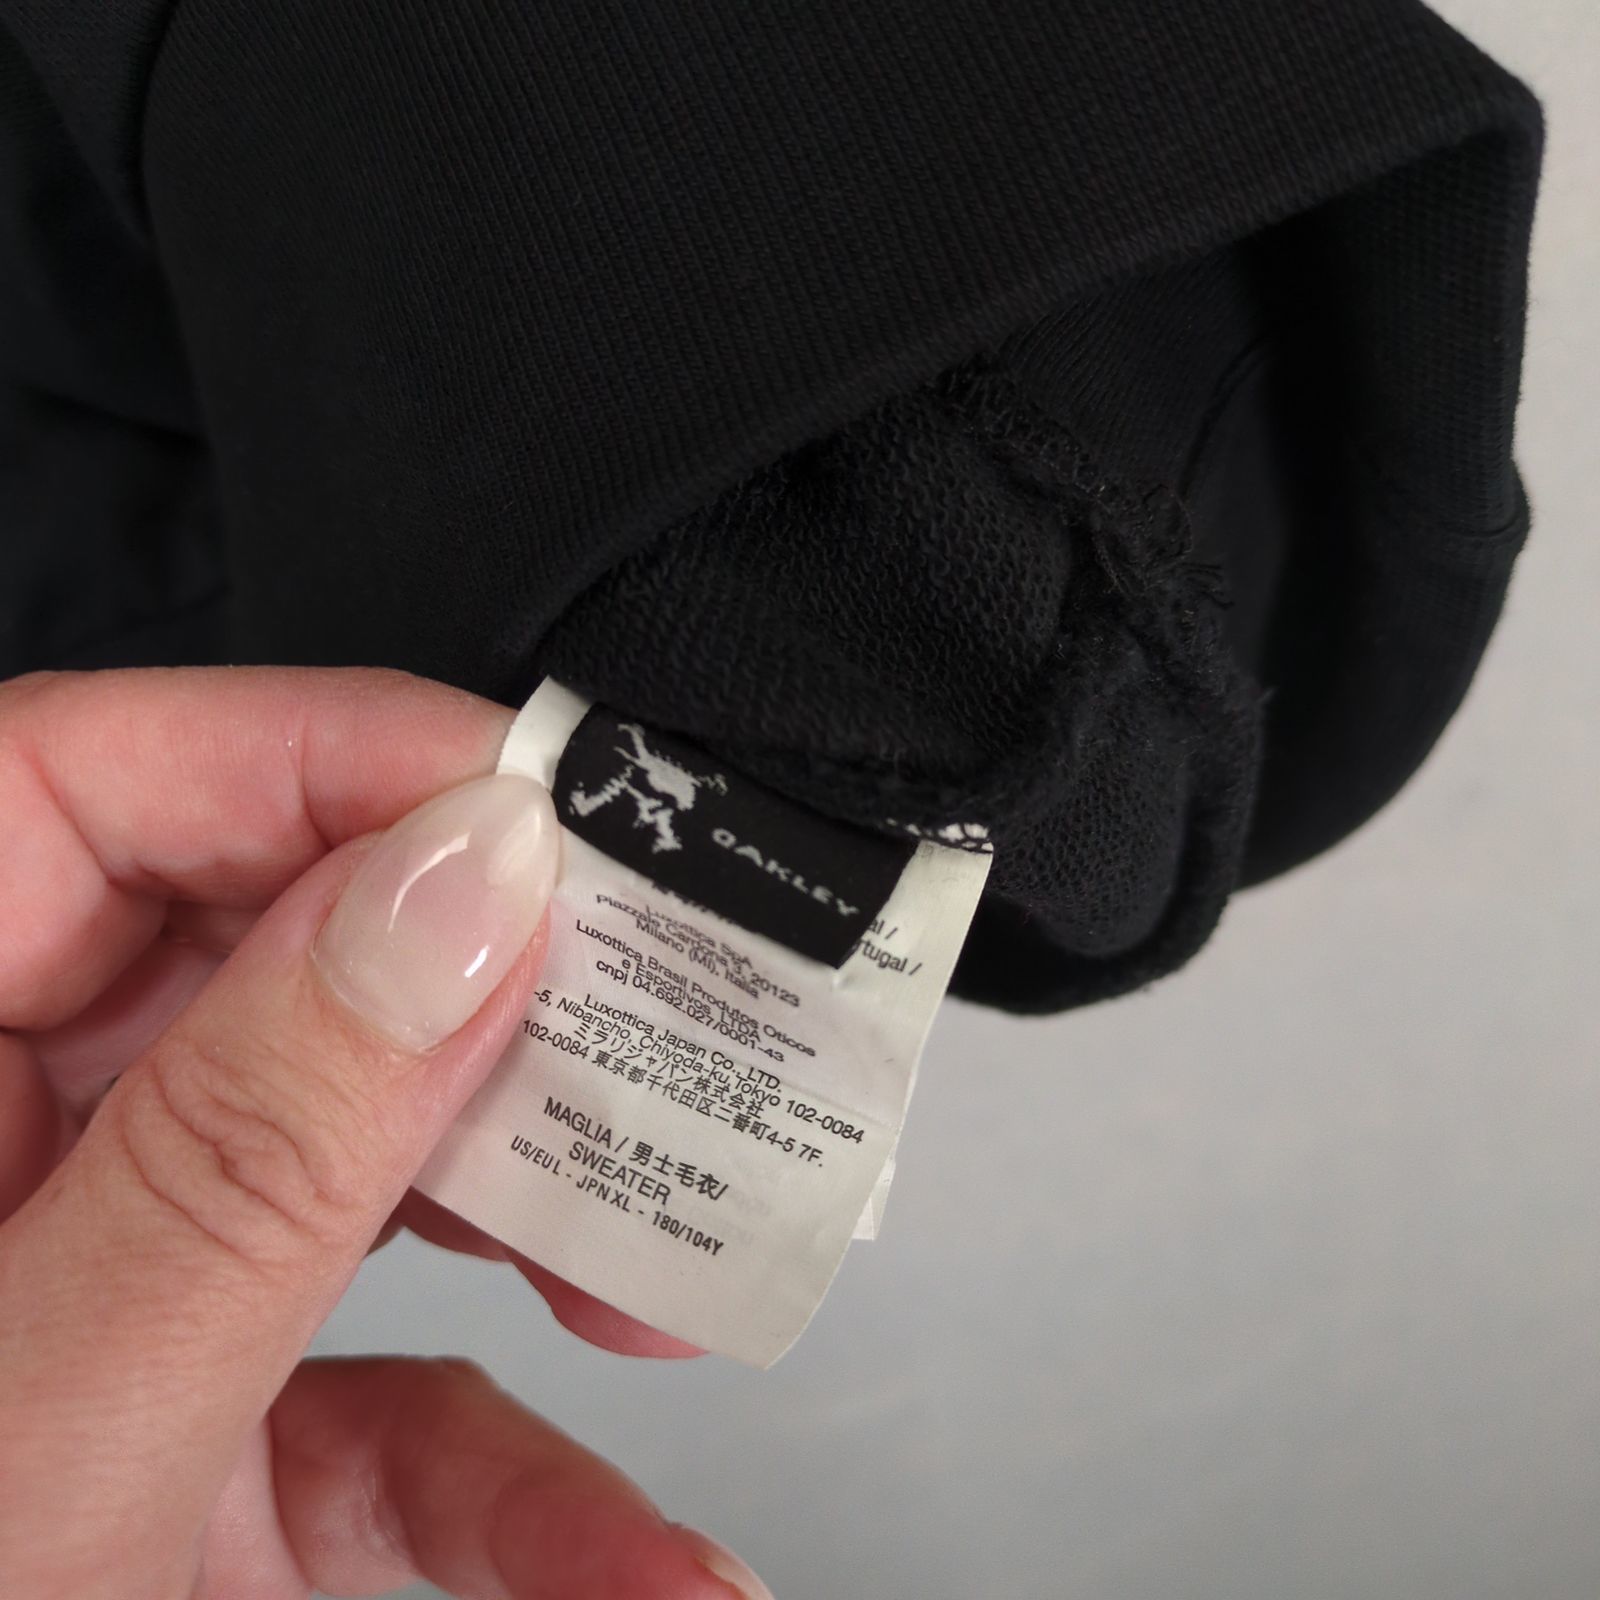 OAKLEY
al /
rtugal /
Luxottica SpA
Piazzale Cadorna 3, 20123
Milano (MI), Italia
Luxottica Brasil Produtos Oticos
e Esportivos LTDA
cnpj 04.692.027/0001-43
Luxottica Japan Co., LTD.
-5, Nibancho, Chiyoda-ku, Tokyo 102-0084
ミラリジャパン株式会社
102-0084 東京都千代田区二番町4-5 7F.
MAGLIA / 男士毛衣/
SWEATER
US/EU L - JPN XL - 180/104Y